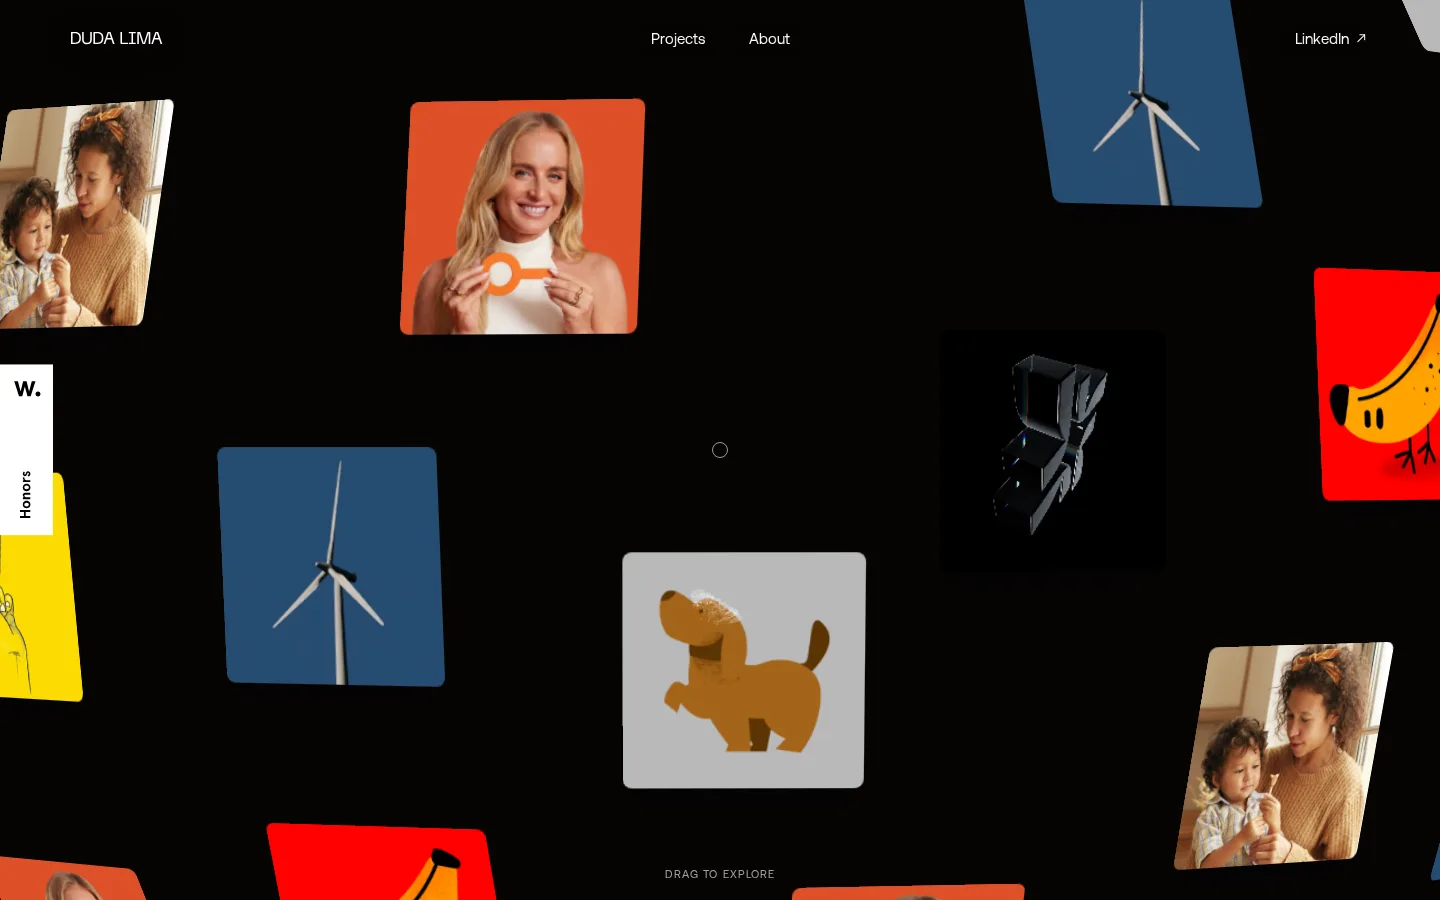 DUDA LIMA
Projects
About
LinkedIn ↗
W.
Honors
DRAG TO EXPLORE